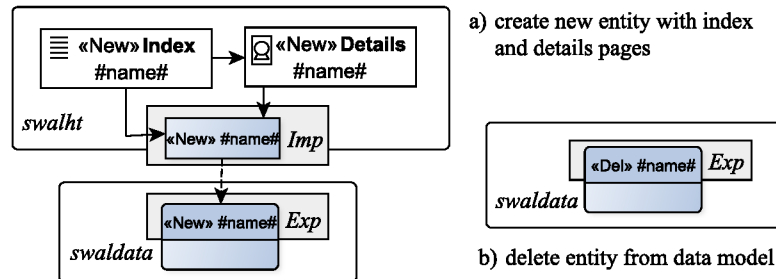 «New» Index
#name#
«New» Details
#name#
swalht
«New» #name# Imp
«New» #name# Exp
swaldata
a) create new entity with index
and details pages
«Del» #name# Exp
swaldata
b) delete entity from data model